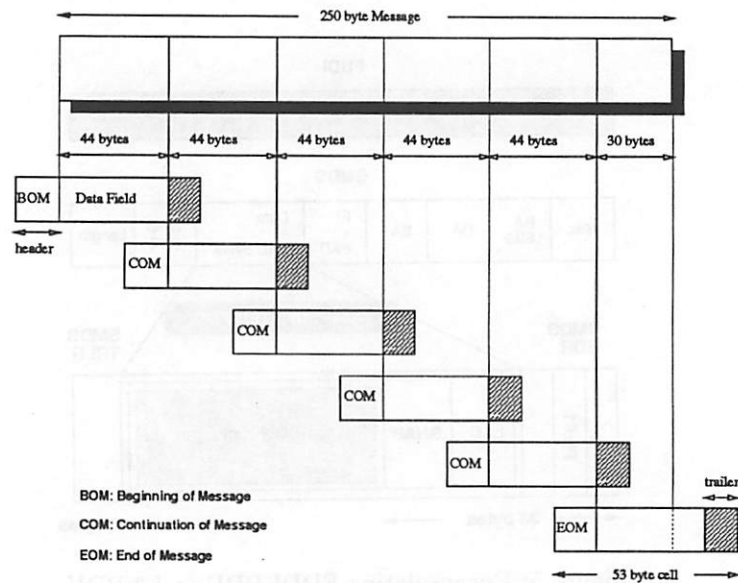 250 byte Message
44 bytes 44 bytes 44 bytes 44 bytes 44 bytes 30 bytes
BOM Data Field
header
COM
COM
COM
COM
trailer
BOM: Beginning of Message
COM: Continuation of Message
EOM: End of Message
EOM
53 byte cell